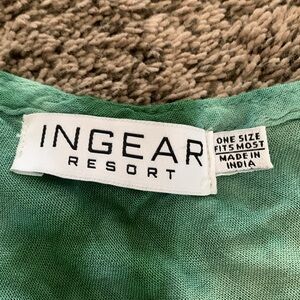 INGEAR
RESORT
ONE SIZE
FITS MOST
MADE IN
INDIA